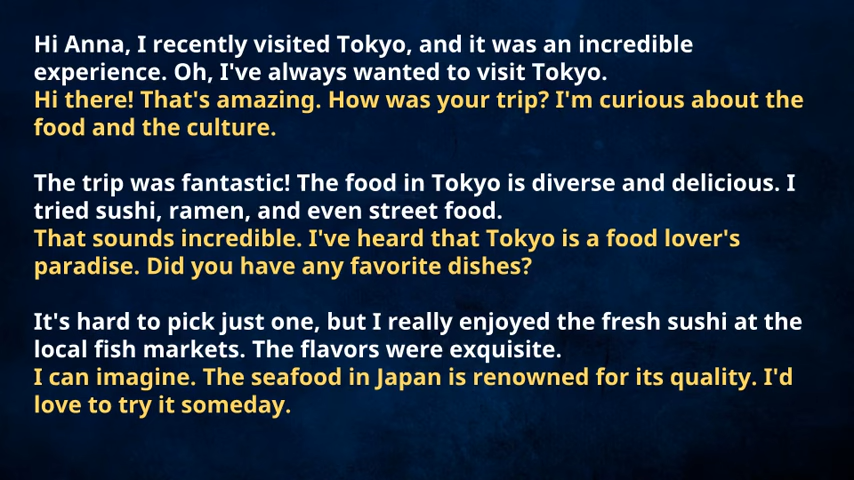 Hi Anna, I recently visited Tokyo, and it was an incredible
experience. Oh, I've always wanted to visit Tokyo.
Hi there! That's amazing. How was your trip? I'm curious about the
food and the culture.
The trip was fantastic! The food in Tokyo is diverse and delicious. I
tried sushi, ramen, and even street food.
That sounds incredible. I've heard that Tokyo is a food lover's
paradise. Did you have any favorite dishes?
It's hard to pick just one, but I really enjoyed the fresh sushi at the
local fish markets. The flavors were exquisite.
I can imagine. The seafood in Japan is renowned for its quality. I'd
love to try it someday.